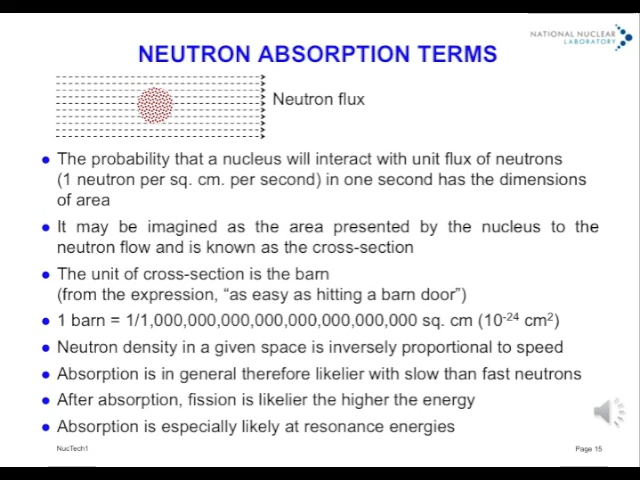 NATIONAL NUCLEAR
LABORATORY
NEUTRON ABSORPTION TERMS
Neutron flux
● The probability that a nucleus will interact with unit flux of neutrons
(1 neutron per sq. cm. per second) in one second has the dimensions
of area
● It may be imagined as the area presented by the nucleus to the
neutron flow and is known as the cross-section
● The unit of cross-section is the barn
(from the expression, “as easy as hitting a barn door”)
● 1 barn = 1/1,000,000,000,000,000,000,000,000 sq. cm (10⁻²⁴ cm²)
● Neutron density in a given space is inversely proportional to speed
● Absorption is in general therefore likelier with slow than fast neutrons
● After absorption, fission is likelier the higher the energy
● Absorption is especially likely at resonance energies
NucTech1
Page 15